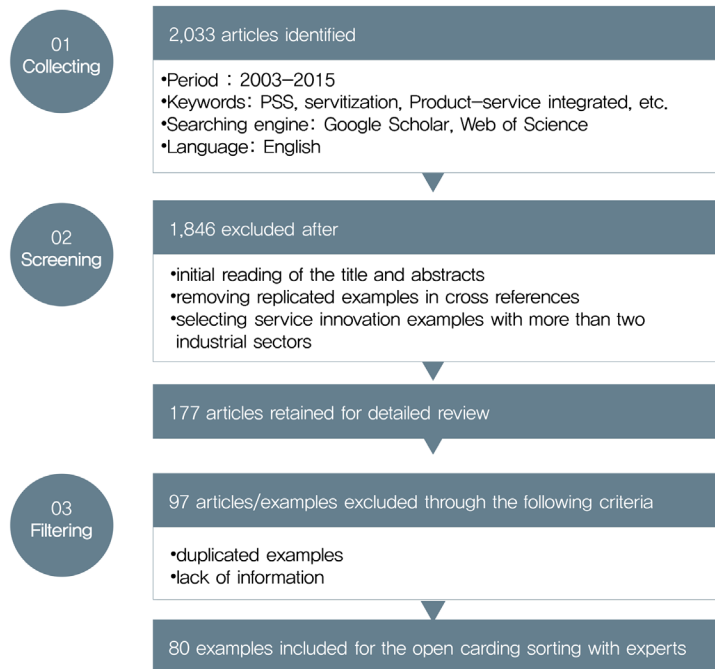 01
Collecting
2,033 articles identified
•Period : 2003-2015
•Keywords: PSS, servitization, Product-service integrated, etc.
•Searching engine: Google Scholar, Web of Science
•Language: English
02
Screening
1,846 excluded after
•initial reading of the title and abstracts
•removing replicated examples in cross references
•selecting service innovation examples with more than two
industrial sectors
177 articles retained for detailed review
03
Filtering
97 articles/examples excluded through the following criteria
•duplicated examples
•lack of information
80 examples included for the open carding sorting with experts